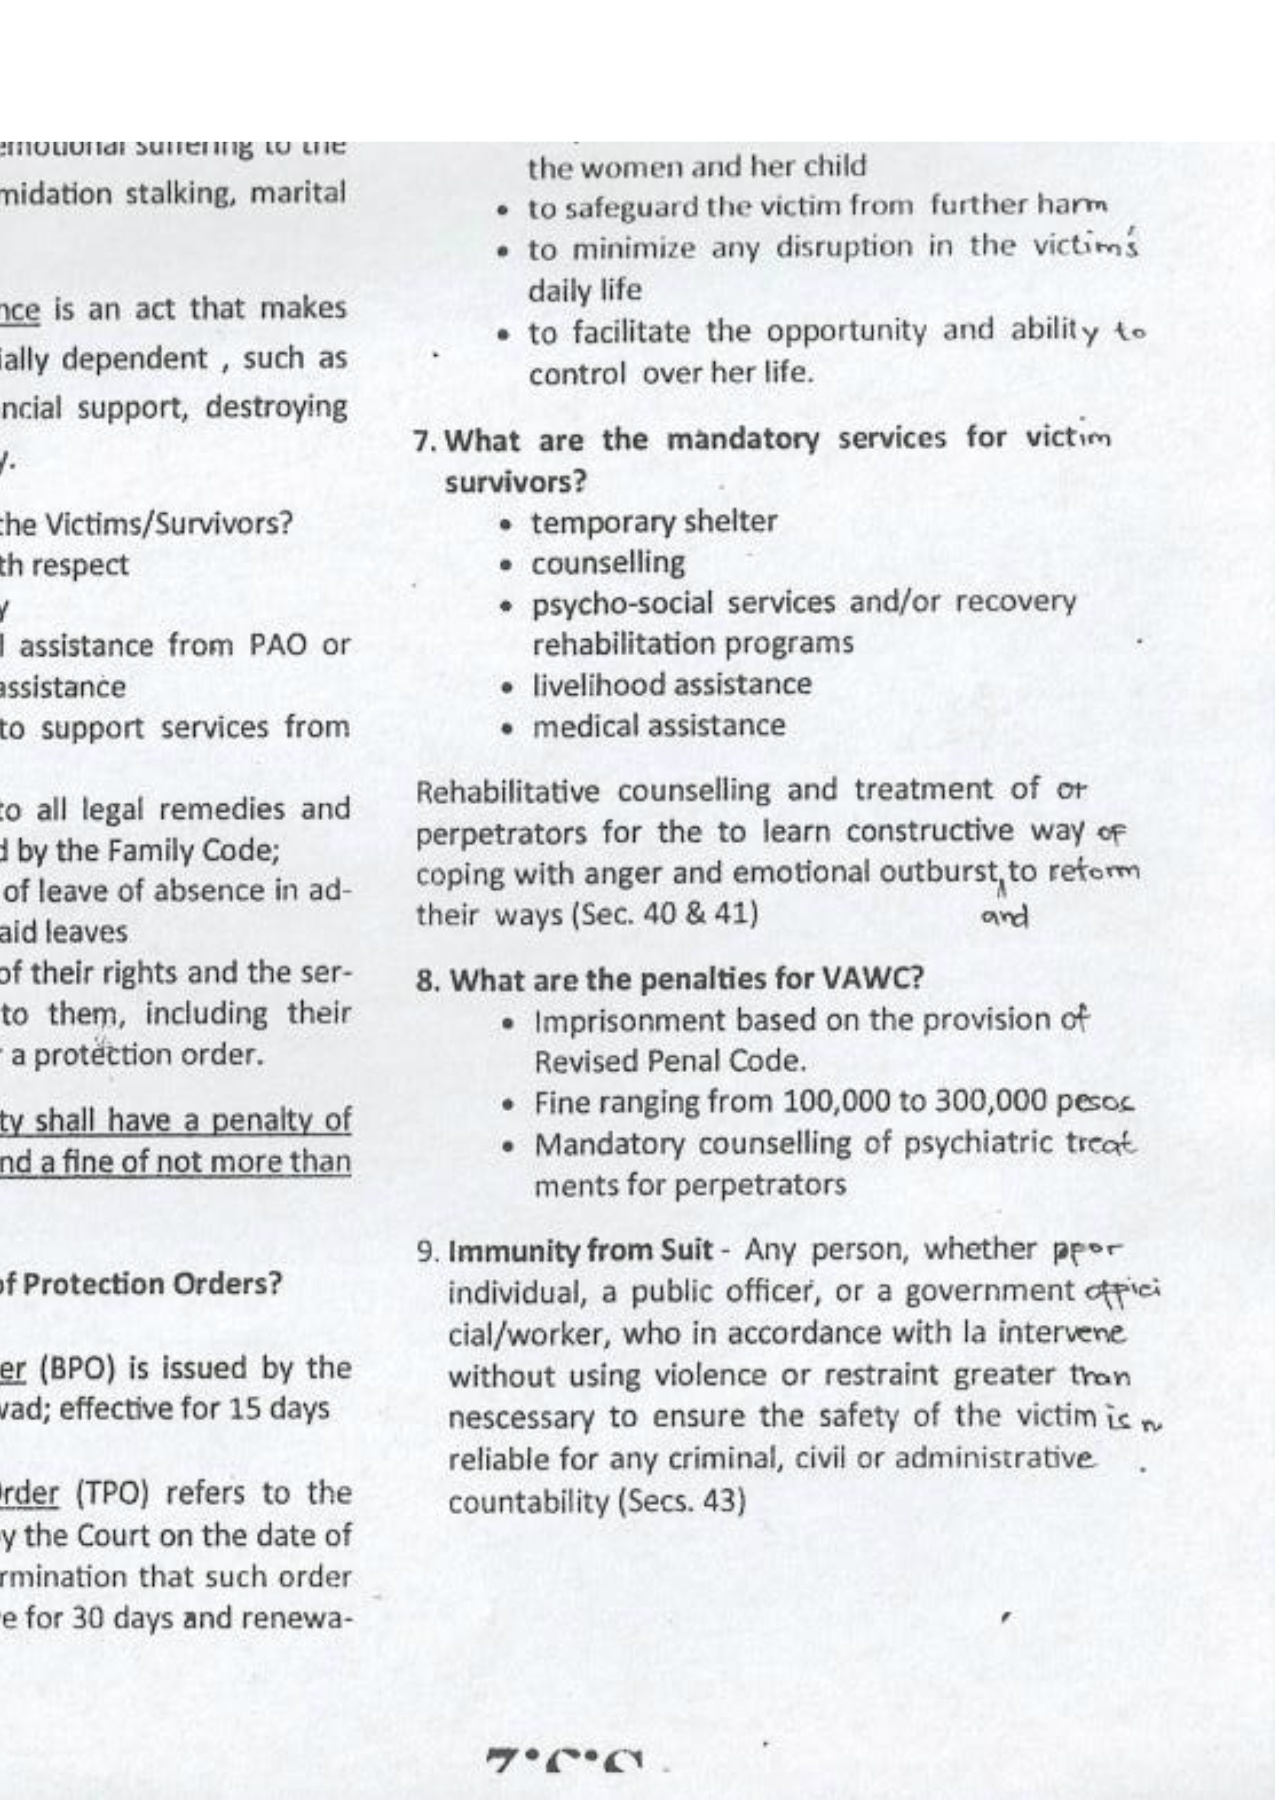 emotional suffering to the
midation stalking, marital
nce is an act that makes
ially dependent , such as
ncial support, destroying
y.
the Victims/Survivors?
th respect
y
l assistance from PAO or
assistance
to support services from
to all legal remedies and
d by the Family Code;
of leave of absence in ad-
aid leaves
of their rights and the ser-
to them, including their
r a protection order.
ty shall have a penalty of
nd a fine of not more than
of Protection Orders?
er (BPO) is issued by the
wad; effective for 15 days
Order (TPO) refers to the
by the Court on the date of
rmination that such order
e for 30 days and renewa-
the women and her child
• to safeguard the victim from further harm
• to minimize any disruption in the victim's
daily life
• to facilitate the opportunity and ability to
control over her life.
7. What are the mandatory services for victim
survivors?
• temporary shelter
• counselling
• psycho-social services and/or recovery
rehabilitation programs
• livelihood assistance
• medical assistance
Rehabilitative counselling and treatment of of
perpetrators for the to learn constructive way of
coping with anger and emotional outburst to reform
their ways (Sec. 40 & 41)
and
8. What are the penalties for VAWC?
• Imprisonment based on the provision of
Revised Penal Code.
• Fine ranging from 100,000 to 300,000 pesos
• Mandatory counselling of psychiatric treat
ments for perpetrators
9. Immunity from Suit - Any person, whether
individual, a public officer, or a government offici
cial/worker, who in accordance with la intervene
without using violence or restraint greater than
nescessary to ensure the safety of the victim is n
reliable for any criminal, civil or administrative
countability (Secs. 43)